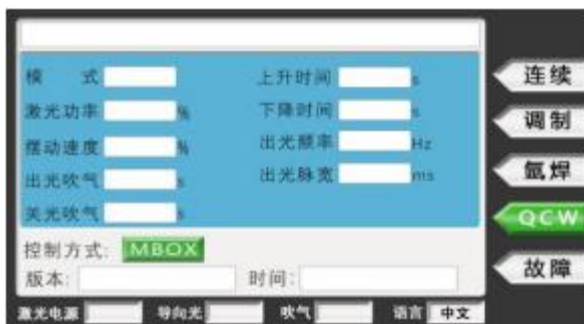 模 式 上升时间 s 连续
激光功率 % 下降时间 s 调制
摆动速度 % 出光频率 Hz 氩焊
出光吹气 s 出光脉宽 ms QCW
关光吹气 s
控制方式: MBOX 故障
版本: 时间:
激光电源 导向光 吹气 语言 中文